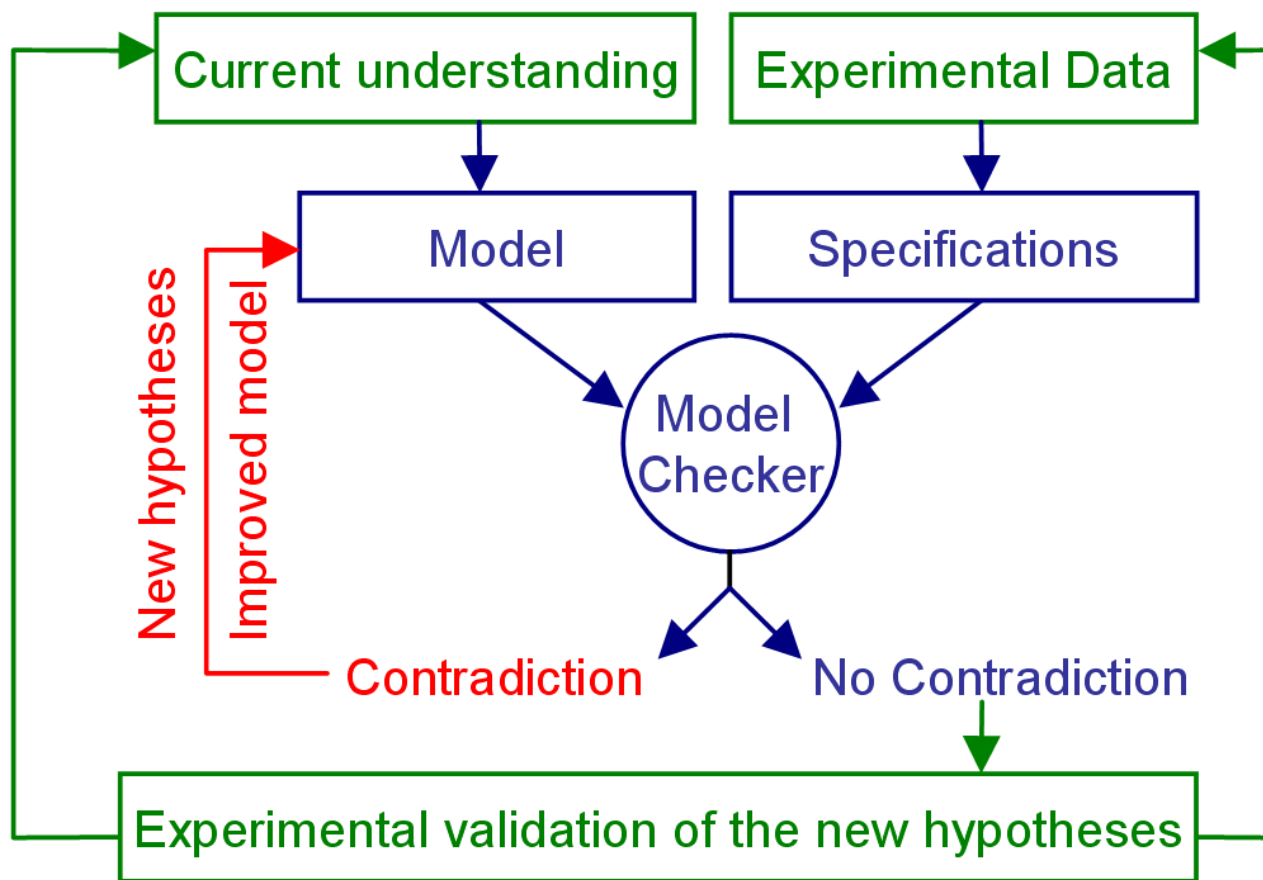 Current understanding
Experimental Data
Model
Specifications
New hypotheses
Improved model
Model
Checker
Contradiction
No Contradiction
Experimental validation of the new hypotheses